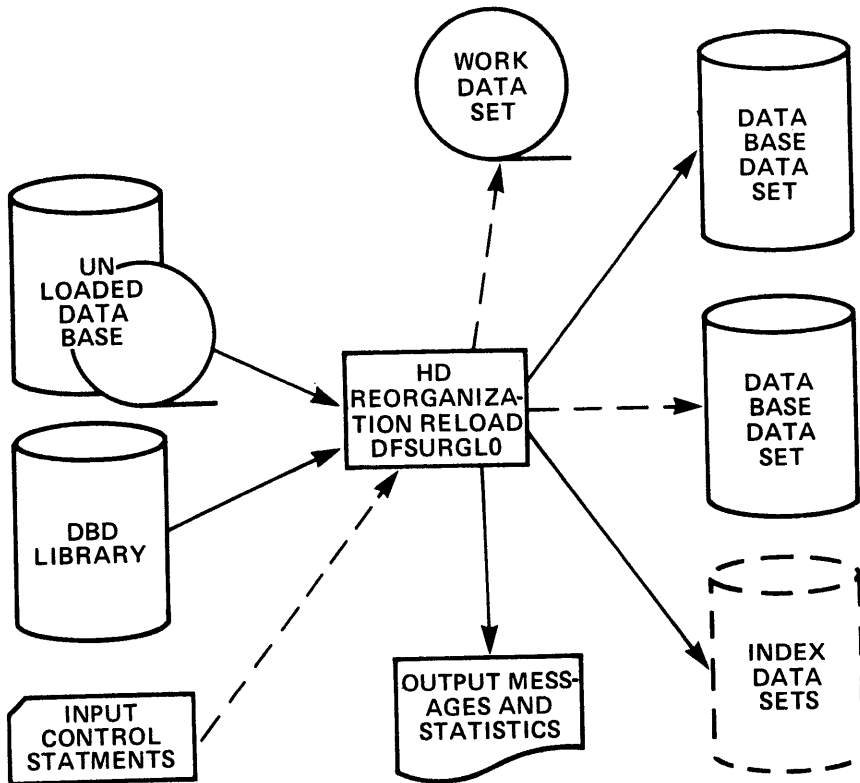 WORK
DATA
SET
DATA
BASE
DATA
SET
UN
LOADED
DATA
BASE
HD
REORGANIZA-
TION RELOAD
DFSURGL0
DATA
BASE
DATA
SET
DBD
LIBRARY
INDEX
DATA
SETS
OUTPUT MESS-
AGES AND
STATISTICS
INPUT
CONTROL
STATMENTS